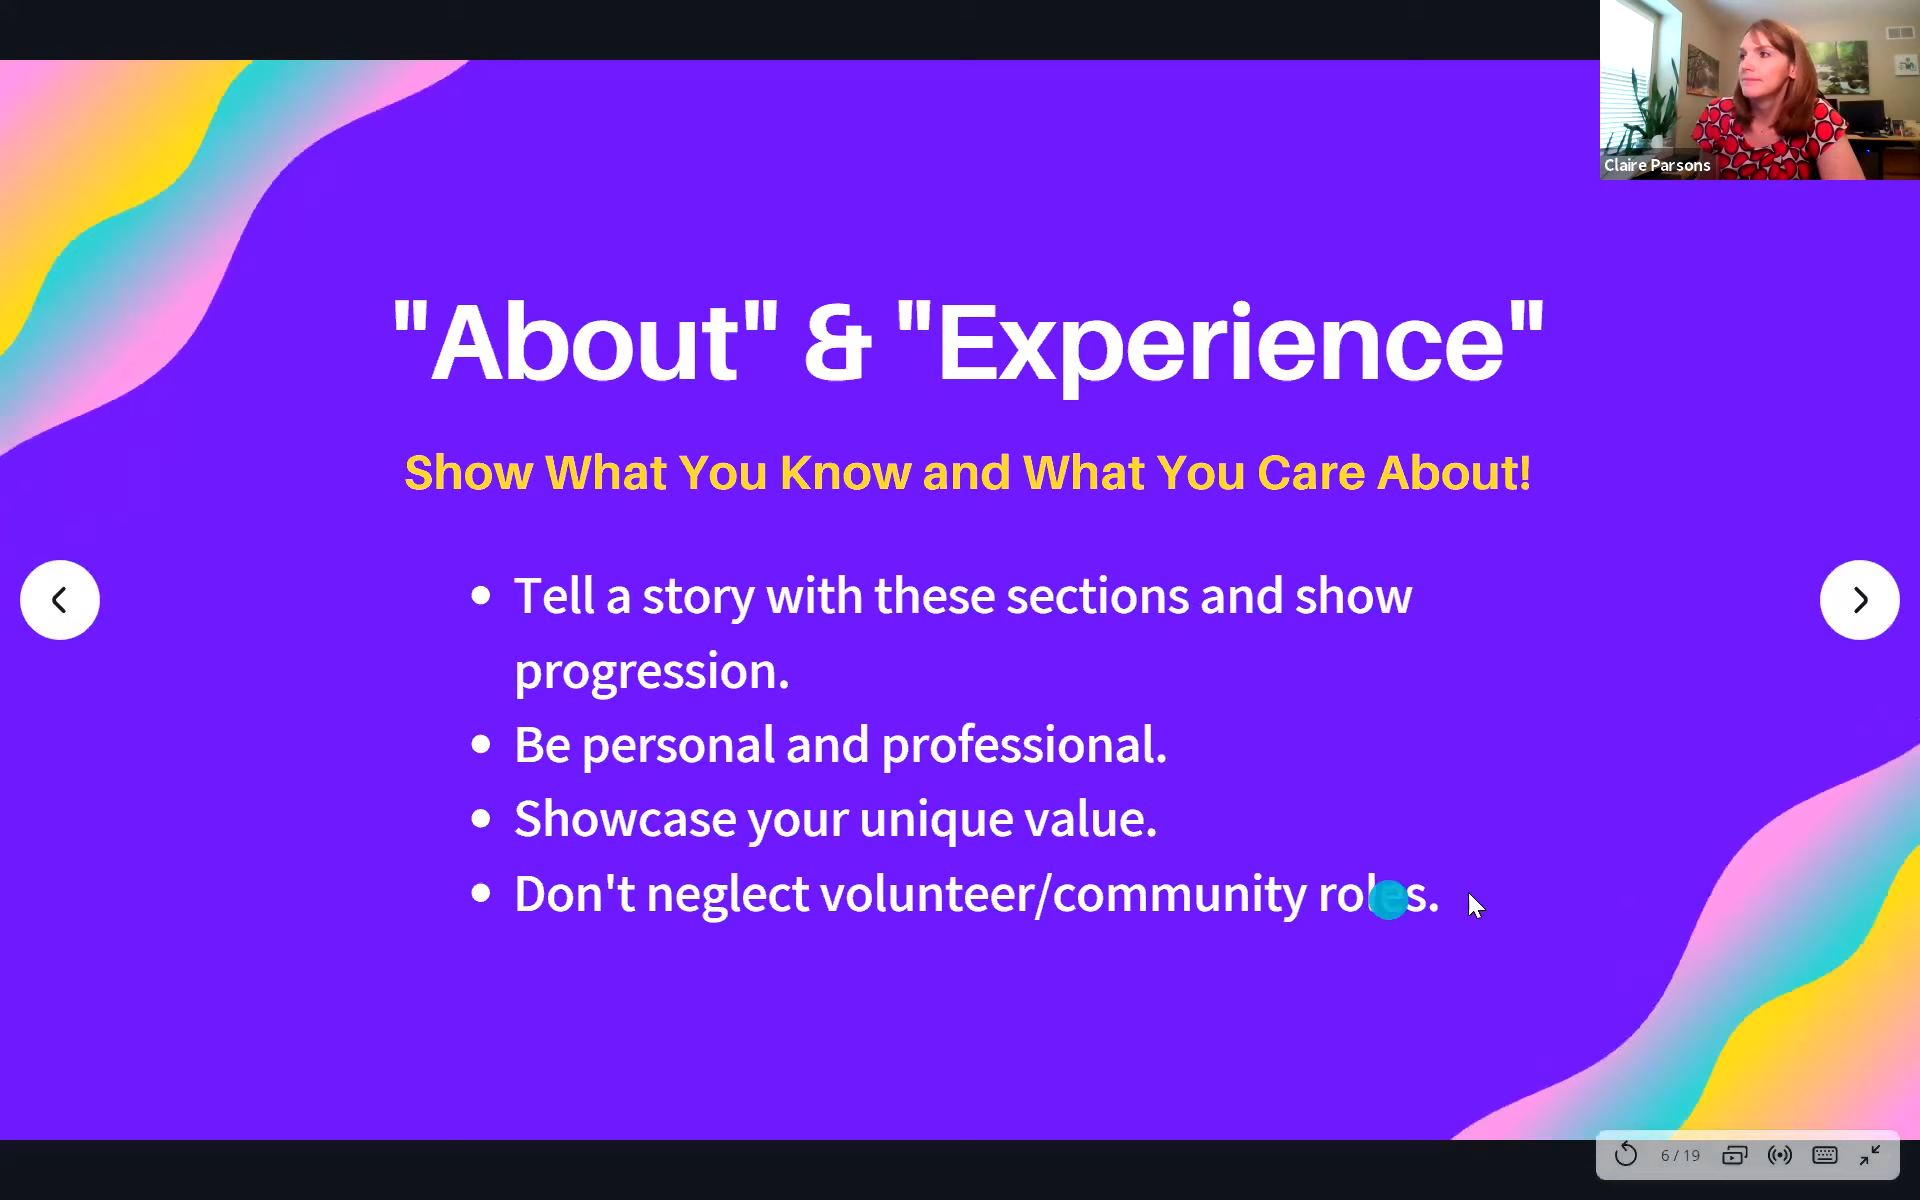 Claire Parsons
"About" & "Experience"
Show What You Know and What You Care About!
• Tell a story with these sections and show
progression.
• Be personal and professional.
• Showcase your unique value.
• Don't neglect volunteer/community roles.
6 / 19